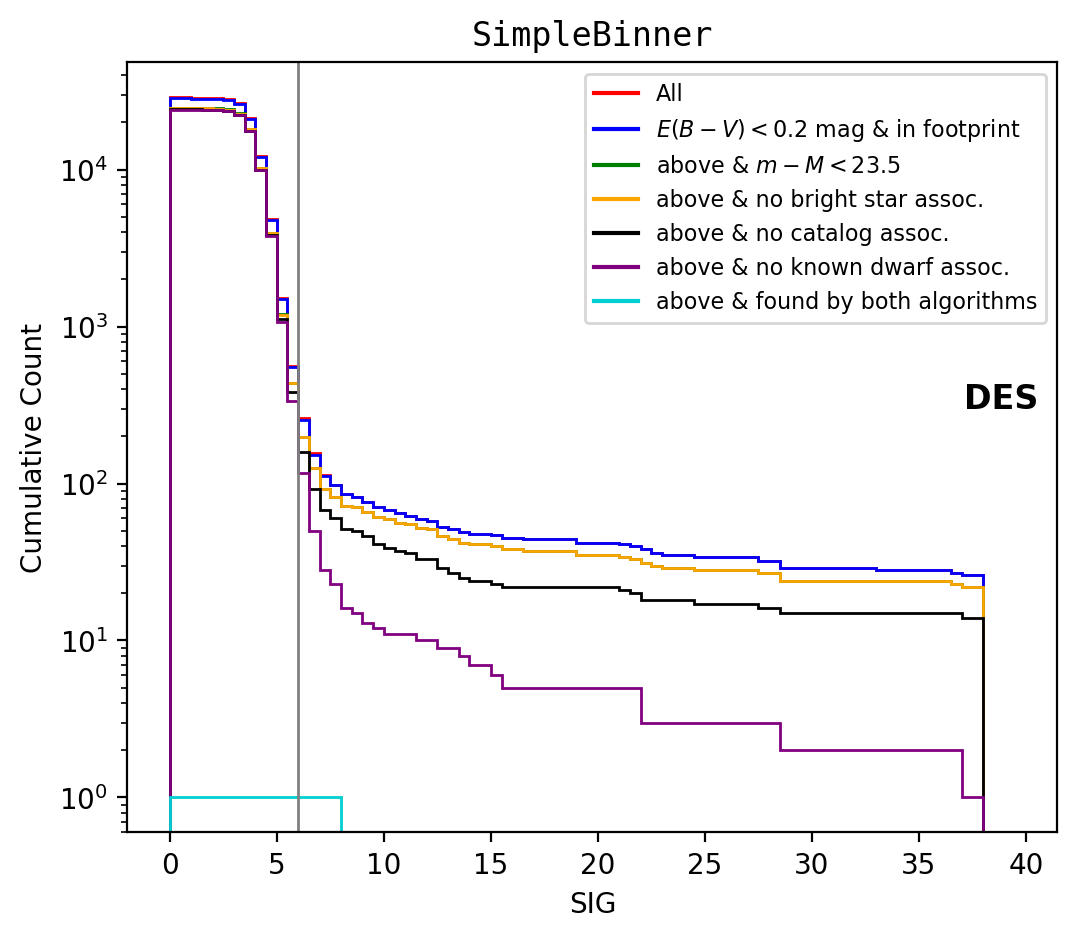 SimpleBinner
All
E(B − V) < 0.2 mag & in footprint
above & m − M < 23.5
above & no bright star assoc.
above & no catalog assoc.
above & no known dwarf assoc.
above & found by both algorithms
DES
Cumulative Count
10⁴
10³
10²
10¹
10⁰
0 5 10 15 20 25 30 35 40
SIG